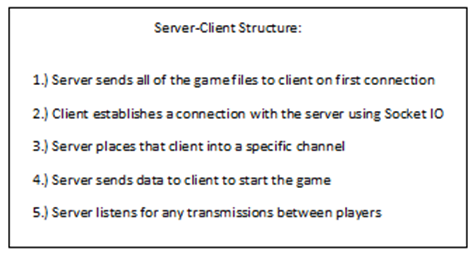 Server-Client Structure:
1.) Server sends all of the game files to client on first connection
2.) Client establishes a connection with the server using Socket IO
3.) Server places that client into a specific channel
4.) Server sends data to client to start the game
5.) Server listens for any transmissions between players